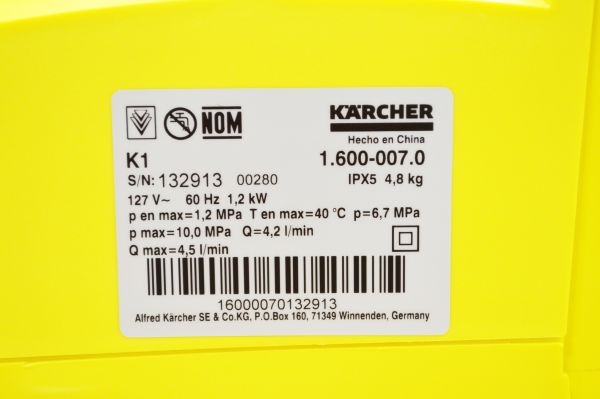 NOM
KÄRCHER
Hecho en China
K1
1.600-007.0
S/N: 132913 00280
IPX5 4,8 kg
127 V~ 60 Hz 1,2 kW
p en max=1,2 MPa T en max=40 °C p=6,7 MPa
p max=10,0 MPa Q=4,2 l/min
Q max=4,5 l/min
16000070132913
Alfred Kärcher SE & Co.KG, P.O.Box 160, 71349 Winnenden, Germany